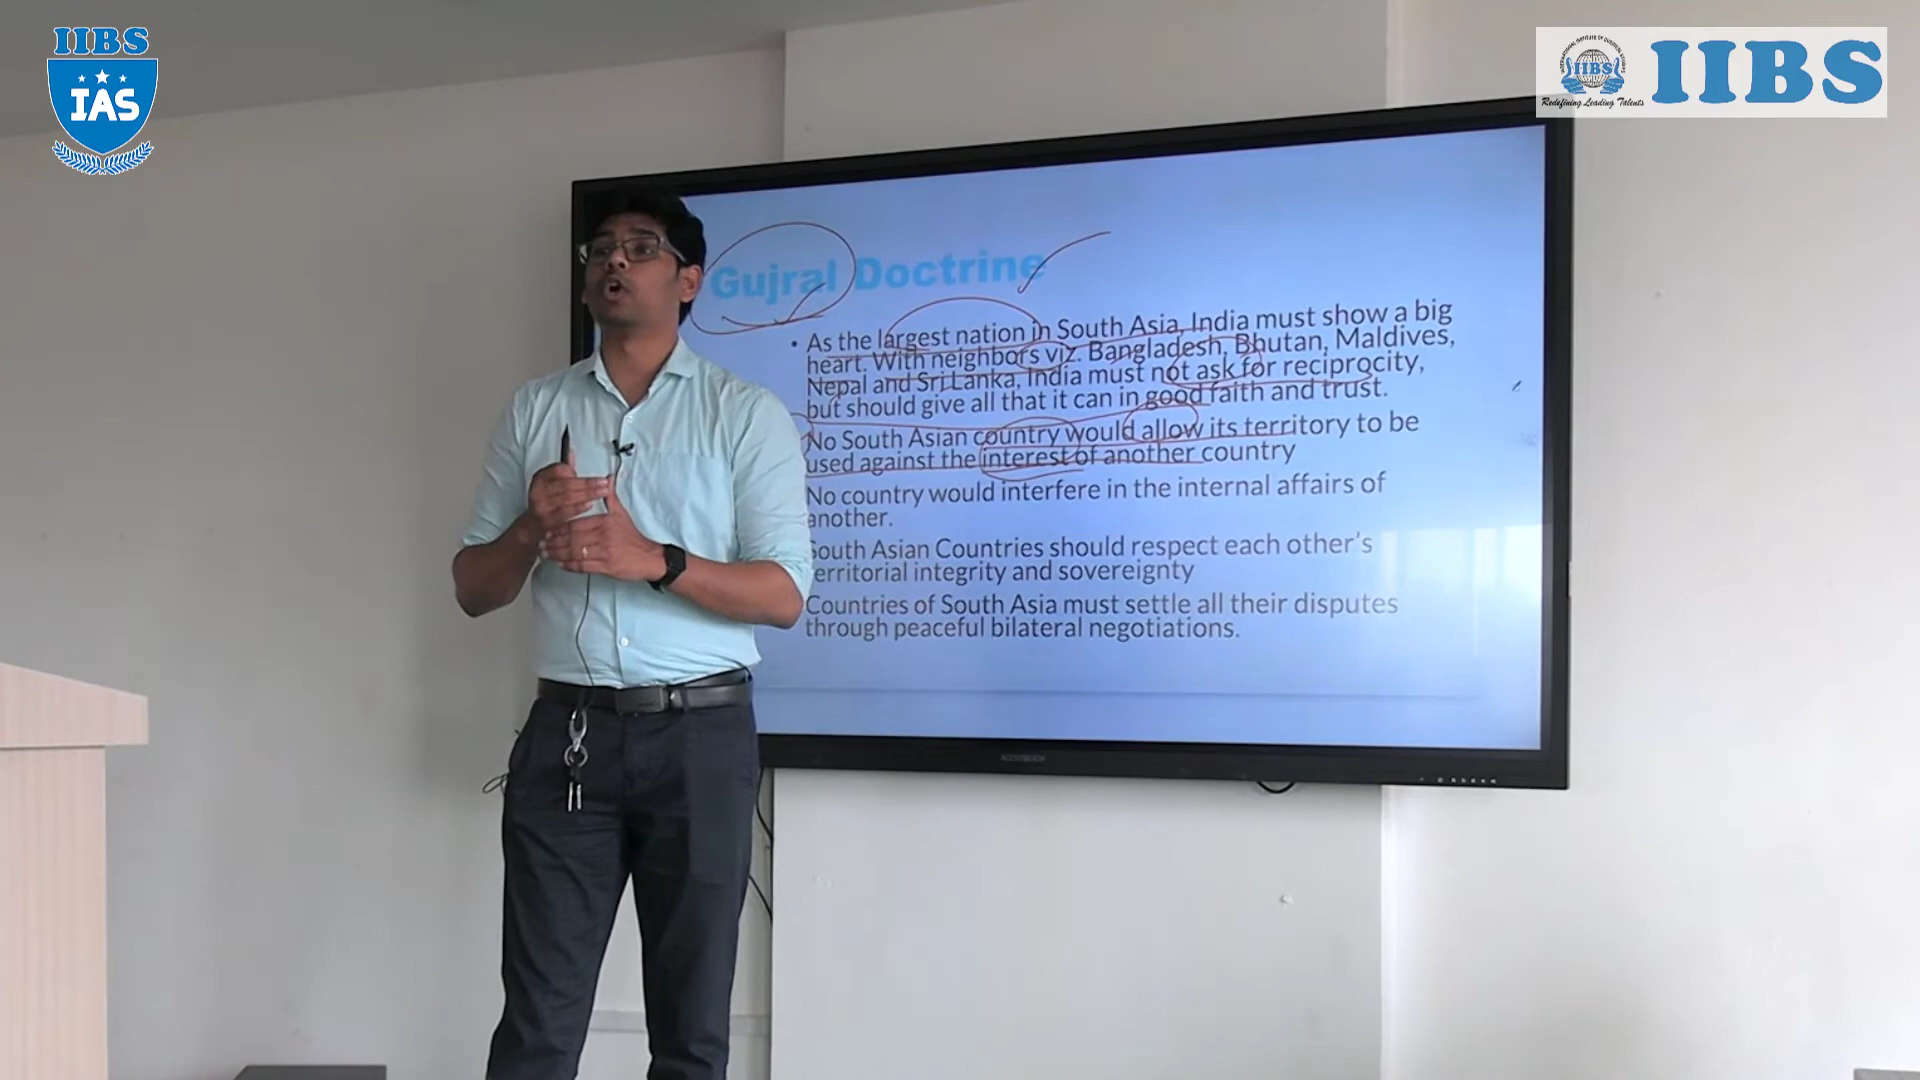 IIBS
IAS
IIBS
Redefining Leading Talents
IIBS
Gujral Doctrine
• As the largest nation in South Asia, India must show a big
heart. With neighbors viz. Bangladesh, Bhutan, Maldives,
Nepal and Sri Lanka, India must not ask for reciprocity,
but should give all that it can in good faith and trust.
No South Asian country would allow its territory to be
used against the interest of another country
No country would interfere in the internal affairs of
another.
South Asian Countries should respect each other's
territorial integrity and sovereignty
Countries of South Asia must settle all their disputes
through peaceful bilateral negotiations.